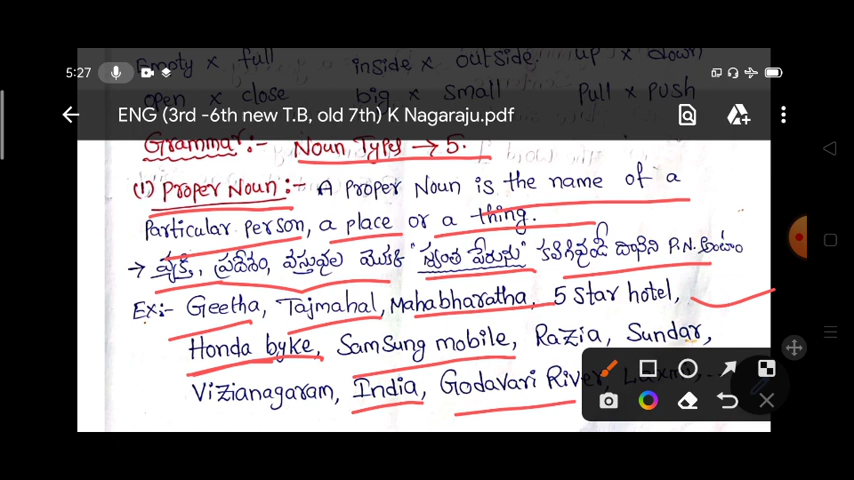 Empty x full inside x outside. up x down
5:27
open x close big x small Pull x push
ENG (3rd -6th new T.B, old 7th) K Nagaraju.pdf
Grammar:- Noun Types → 5.
(1) Proper Noun:- A Proper Noun is the name of a
Particular Person, a place or a thing.
→ వ్యక్తి, ప్రదేశం, వస్తువుల యొక్క "స్వంత పేరును" కలిగివుండే దానిని P.N. అంటాం
Ex:- Geetha, Tajmahal, Mahabharatha, 5 star hotel,
Honda byke, Samsung mobile, Razia, Sundar,
Vizianagaram, India, Godavari River, Laxmi, ..